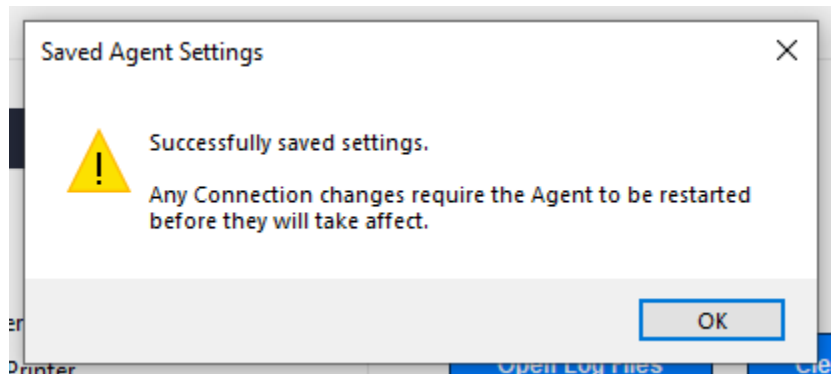 Saved Agent Settings
Successfully saved settings.
Any Connection changes require the Agent to be restarted
before they will take affect.
OK
Printer
Open Log Files